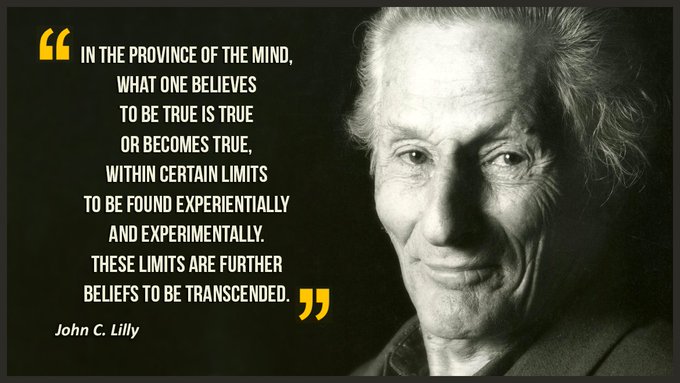 “ IN THE PROVINCE OF THE MIND,
WHAT ONE BELIEVES
TO BE TRUE IS TRUE
OR BECOMES TRUE,
WITHIN CERTAIN LIMITS
TO BE FOUND EXPERIENTIALLY
AND EXPERIMENTALLY.
THESE LIMITS ARE FURTHER
BELIEFS TO BE TRANSCENDED. ”
John C. Lilly